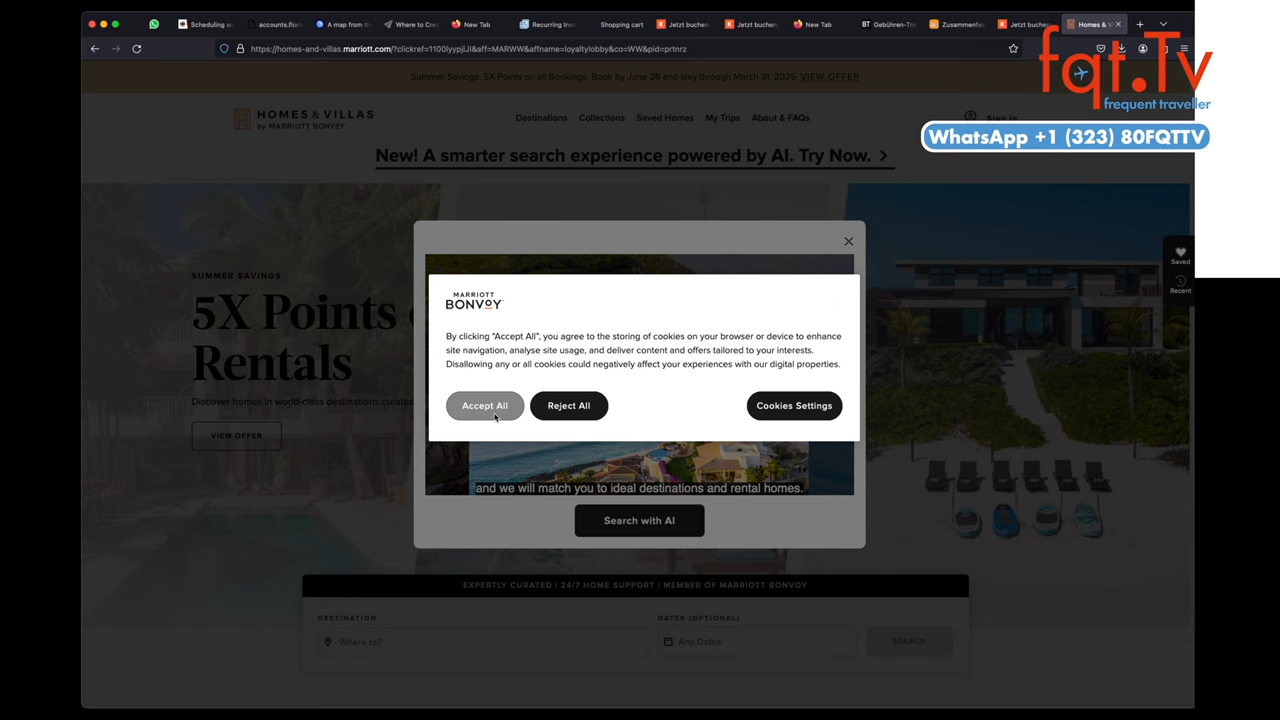 Scheduling an
accounts.florm
A map from th
Where to Cre
New Tab
Recurring Inv
Shopping cart
Jetzt buchen
Jetzt buchen
New Tab
Gebühren-Tre
Zusammenfas
Jetzt buchen
Homes & V
https://homes-and-villas.marriott.com/?clickref=1100lyypjiJl&aff=MARWW&affname=loyaltylobby&co=WW&pid=prtnrz
fqt.Tv
frequent traveller
WhatsApp +1 (323) 80FQTTV
Summer Savings. 5X Points on all Bookings. Book by June 26 and stay through March 31, 2025. VIEW OFFER
HOMES & VILLAS
by MARRIOTT BONVOY
Destinations Collections Saved Homes My Trips About & FAQs
Sign in
New! A smarter search experience powered by AI. Try Now. >
SUMMER SAVINGS
5X Points
Rentals
Discover homes in world-class destinations curated
VIEW OFFER
Saved
Recent
MARRIOTT
BONVOY
By clicking “Accept All”, you agree to the storing of cookies on your browser or device to enhance
site navigation, analyse site usage, and deliver content and offers tailored to your interests.
Disallowing any or all cookies could negatively affect your experiences with our digital properties.
Accept All Reject All Cookies Settings
and we will match you to ideal destinations and rental homes.
Search with AI
EXPERTLY CURATED | 24/7 HOME SUPPORT | MEMBER OF MARRIOTT BONVOY
DESTINATION
Where to?
DATES (OPTIONAL)
Any Dates
SEARCH